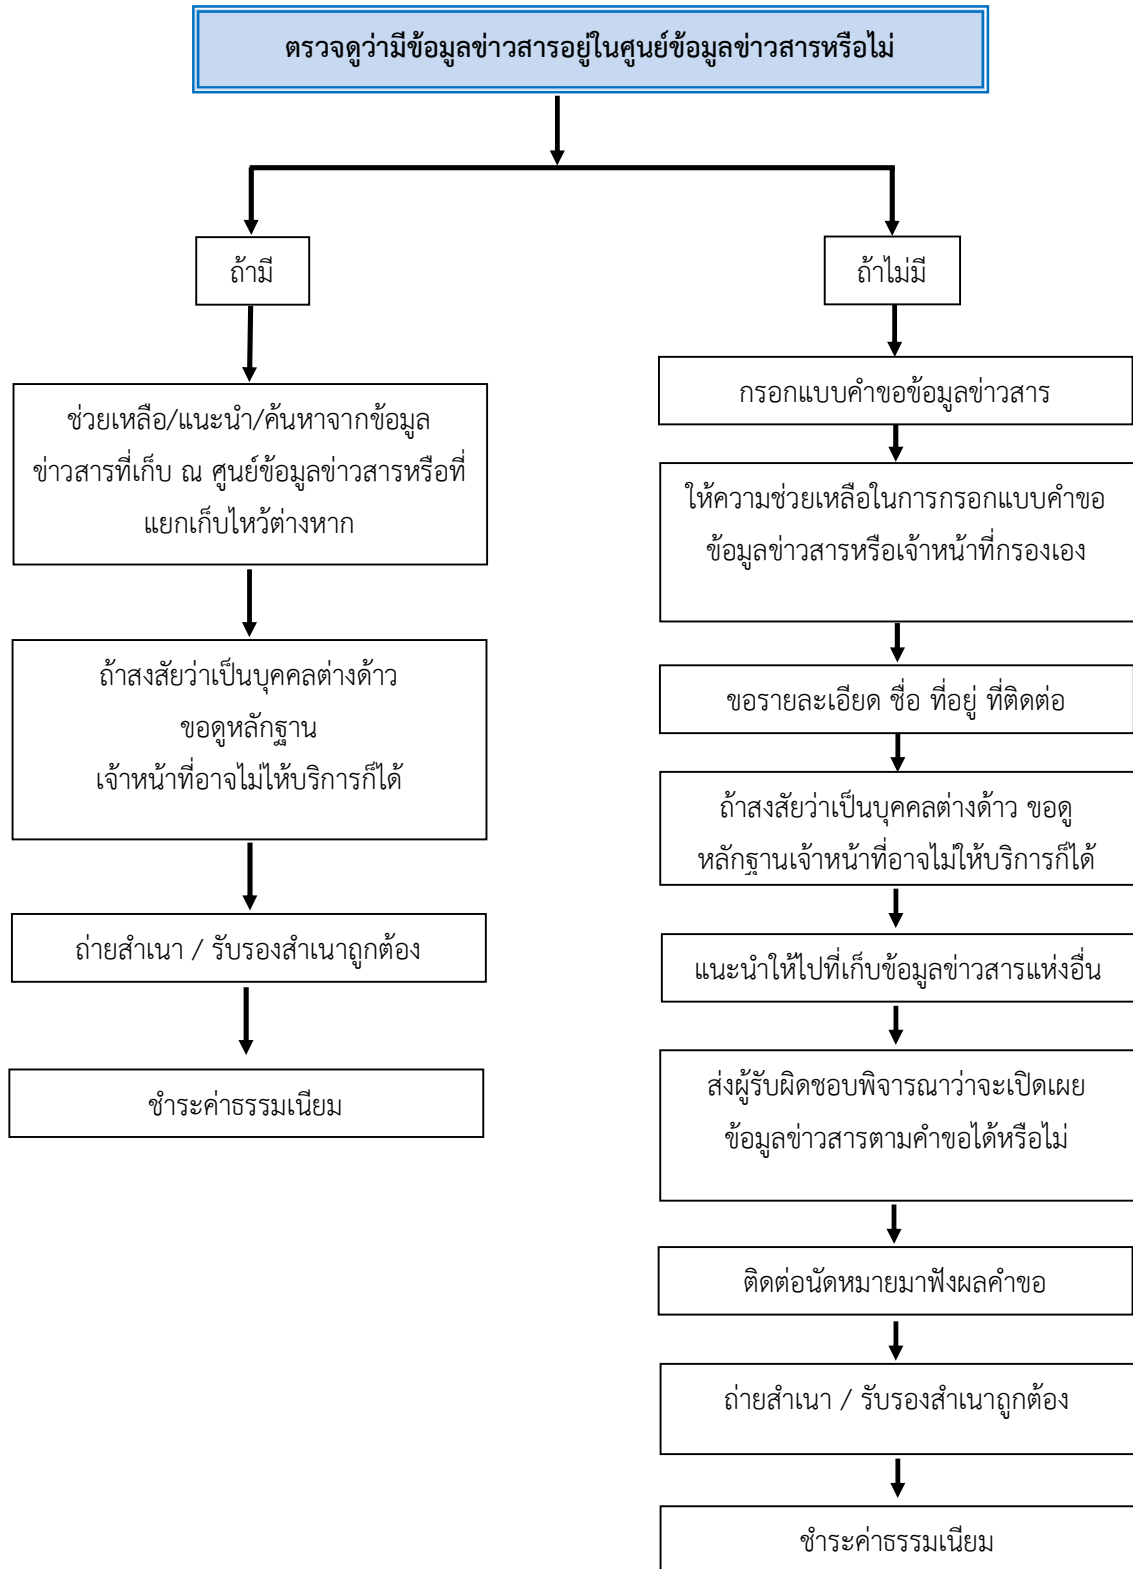 ตรวจดูว่ามีข้อมูลข่าวสารอยู่ในศูนย์ข้อมูลข่าวสารหรือไม่
ถ้ามี
ช่วยเหลือ/แนะนำ/ค้นหาจากข้อมูล
ข่าวสารที่เก็บ ณ ศูนย์ข้อมูลข่าวสารหรือที่
แยกเก็บไหว้ต่างหาก
ถ้าสงสัยว่าเป็นบุคคลต่างด้าว
ขอดูหลักฐาน
เจ้าหน้าที่อาจไม่ให้บริการก็ได้
ถ่ายสำเนา / รับรองสำเนาถูกต้อง
ชำระค่าธรรมเนียม
ถ้าไม่มี
กรอกแบบคำขอข้อมูลข่าวสาร
ให้ความช่วยเหลือในการกรอกแบบคำขอ
ข้อมูลข่าวสารหรือเจ้าหน้าที่กรองเอง
ขอรายละเอียด ชื่อ ที่อยู่ ที่ติดต่อ
ถ้าสงสัยว่าเป็นบุคคลต่างด้าว ขอดู
หลักฐานเจ้าหน้าที่อาจไม่ให้บริการก็ได้
แนะนำให้ไปที่เก็บข้อมูลข่าวสารแห่งอื่น
ส่งผู้รับผิดชอบพิจารณาว่าจะเปิดเผย
ข้อมูลข่าวสารตามคำขอได้หรือไม่
ติดต่อนัดหมายมาฟังผลคำขอ
ถ่ายสำเนา / รับรองสำเนาถูกต้อง
ชำระค่าธรรมเนียม